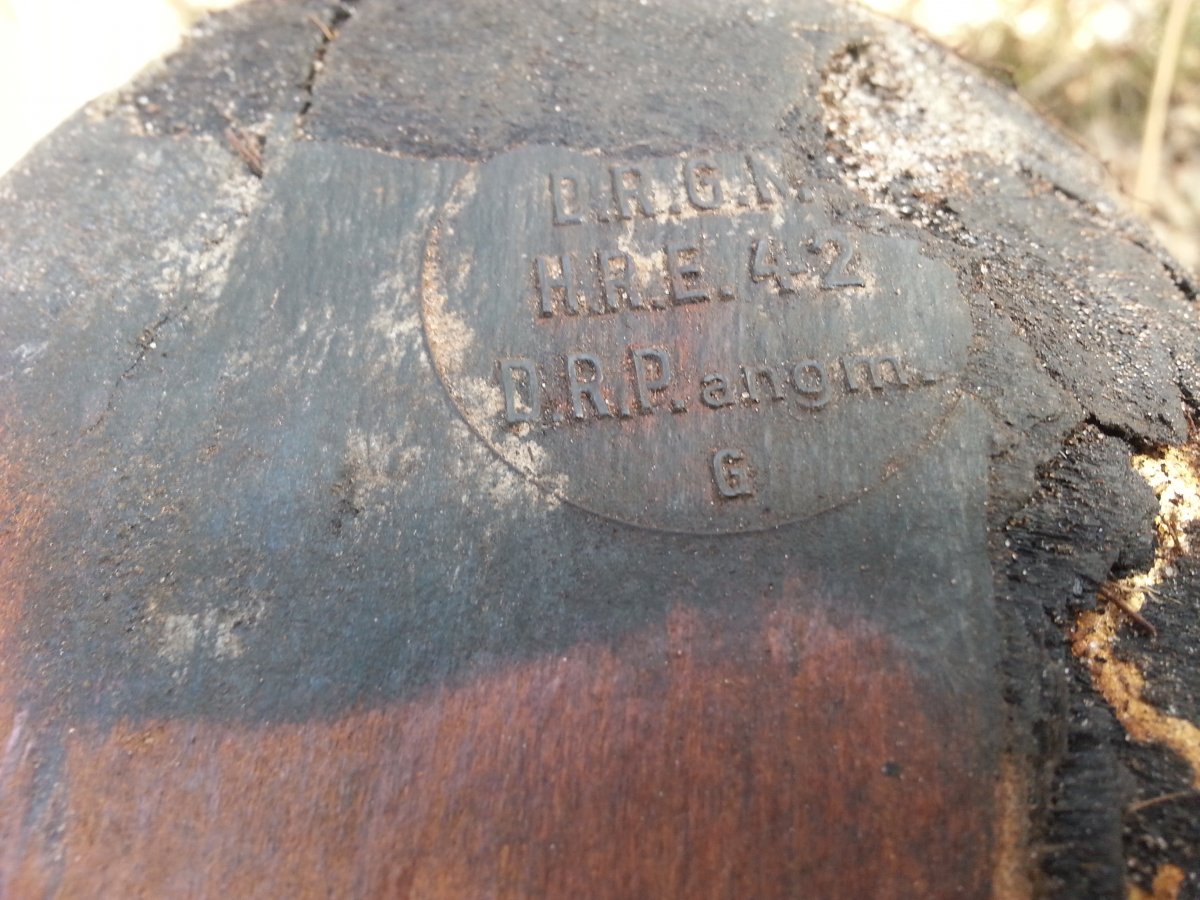 D.R.G.M.
H.R.E. 42
D.R.P. angm.
G